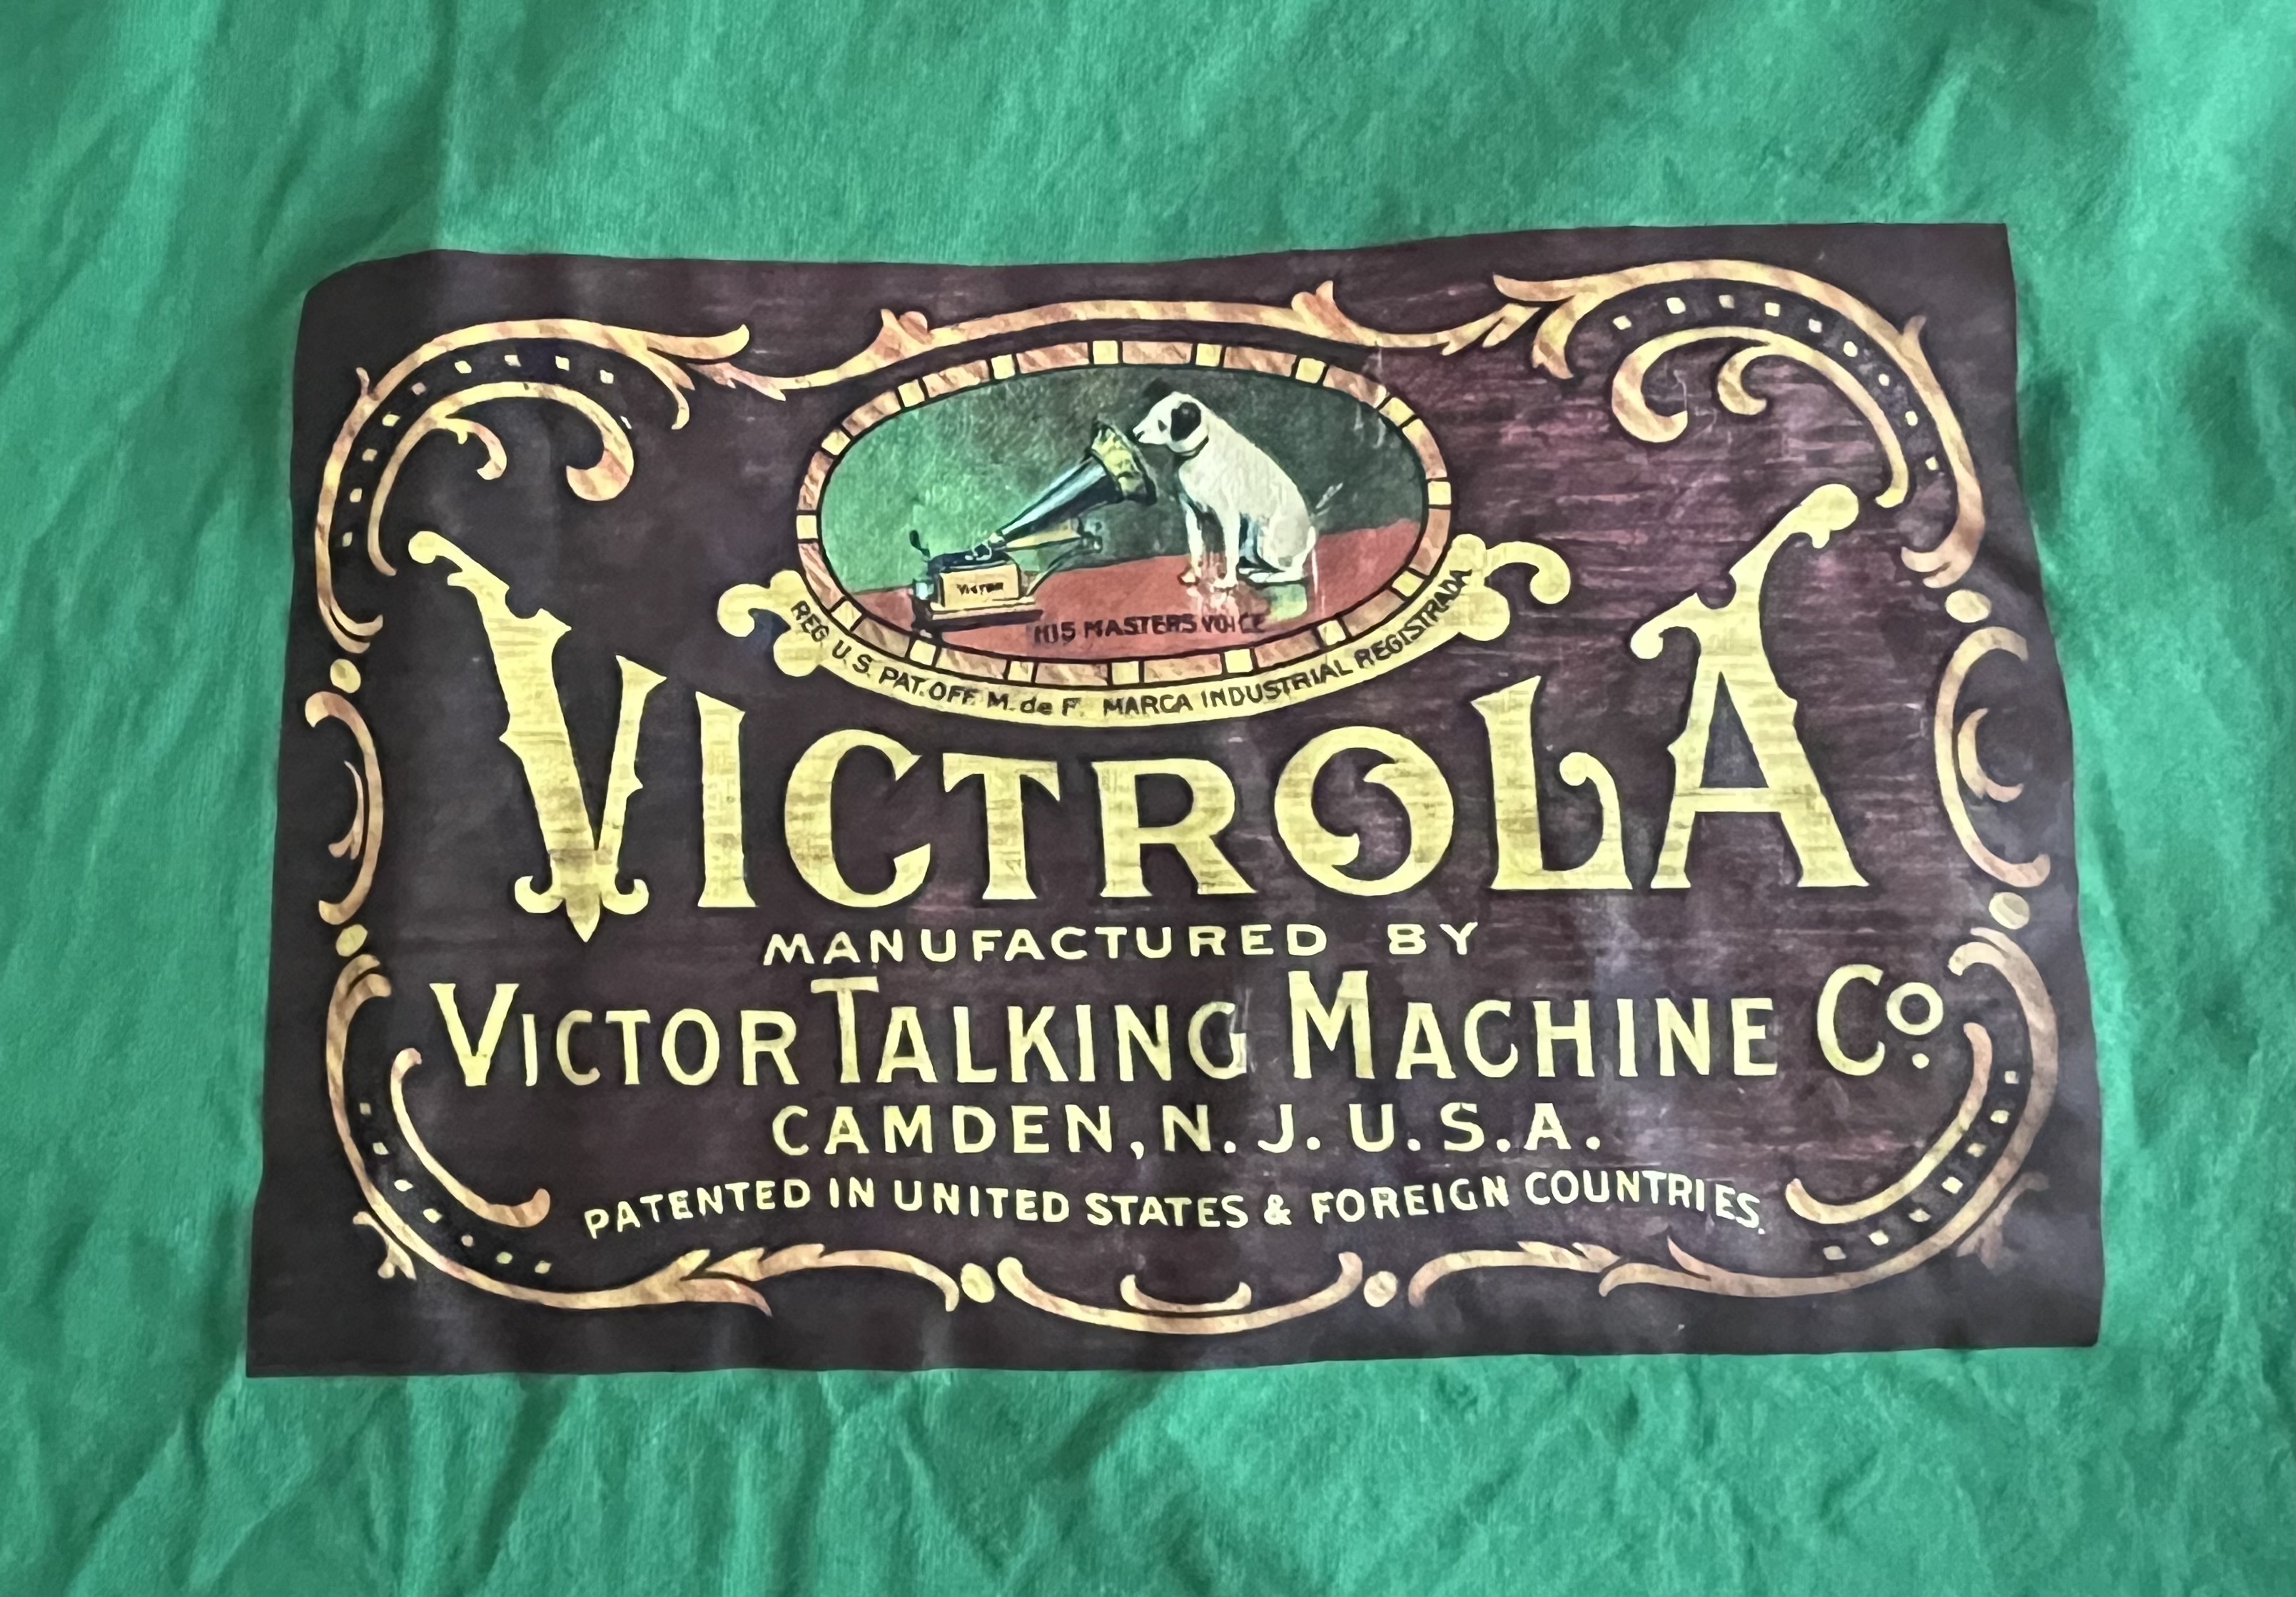 Victor
HIS MASTERS VOICE
REG. U.S. PAT. OFF. M. de F. MARCA INDUSTRIAL REGISTRADA
VICTROLA
MANUFACTURED BY
VICTOR TALKING MACHINE Co.
CAMDEN, N. J. U.S.A.
PATENTED IN UNITED STATES & FOREIGN COUNTRIES.